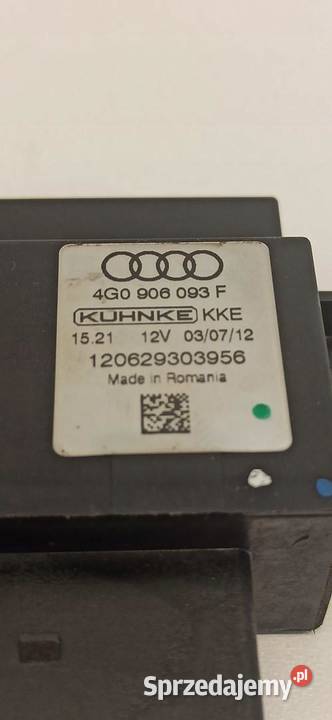 4G0 906 093 F
KUHNKE KKE
15.21 12V 03/07/12
120629303956
Made in Romania
Sprzedajemy.pl